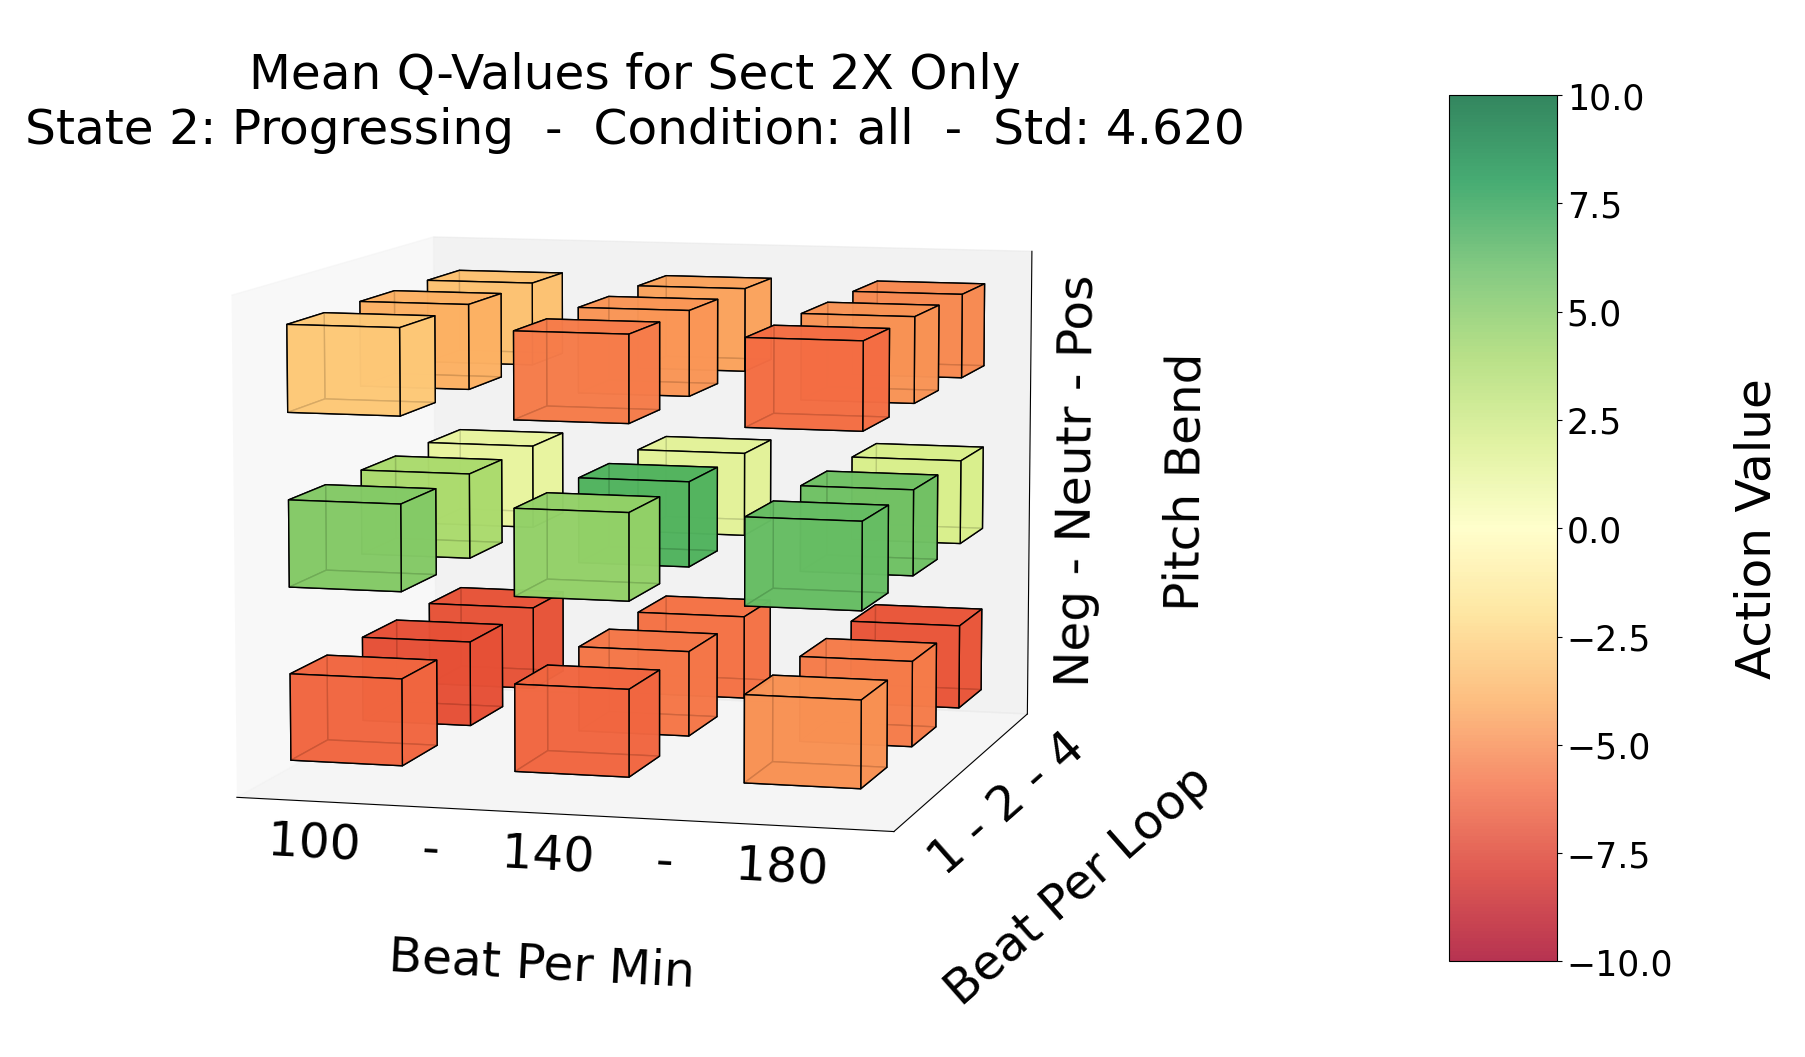 Mean Q-Values for Sect 2X Only
State 2: Progressing - Condition: all - Std: 4.620
10.0
7.5
5.0
2.5
0.0
−2.5
−5.0
−7.5
−10.0
Action Value
Neg - Neutr - Pos
Pitch Bend
1 - 2 - 4
Beat Per Loop
100 - 140 - 180
Beat Per Min